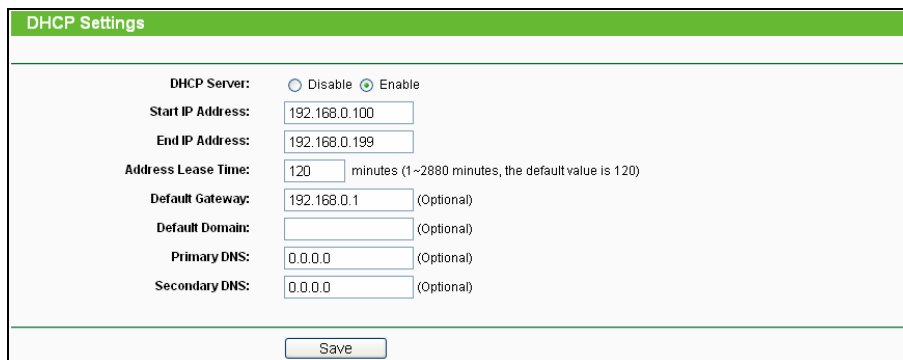 DHCP Settings
DHCP Server: Disable Enable
Start IP Address: 192.168.0.100
End IP Address: 192.168.0.199
Address Lease Time: 120 minutes (1~2880 minutes, the default value is 120)
Default Gateway: 192.168.0.1 (Optional)
Default Domain: (Optional)
Primary DNS: 0.0.0.0 (Optional)
Secondary DNS: 0.0.0.0 (Optional)
Save